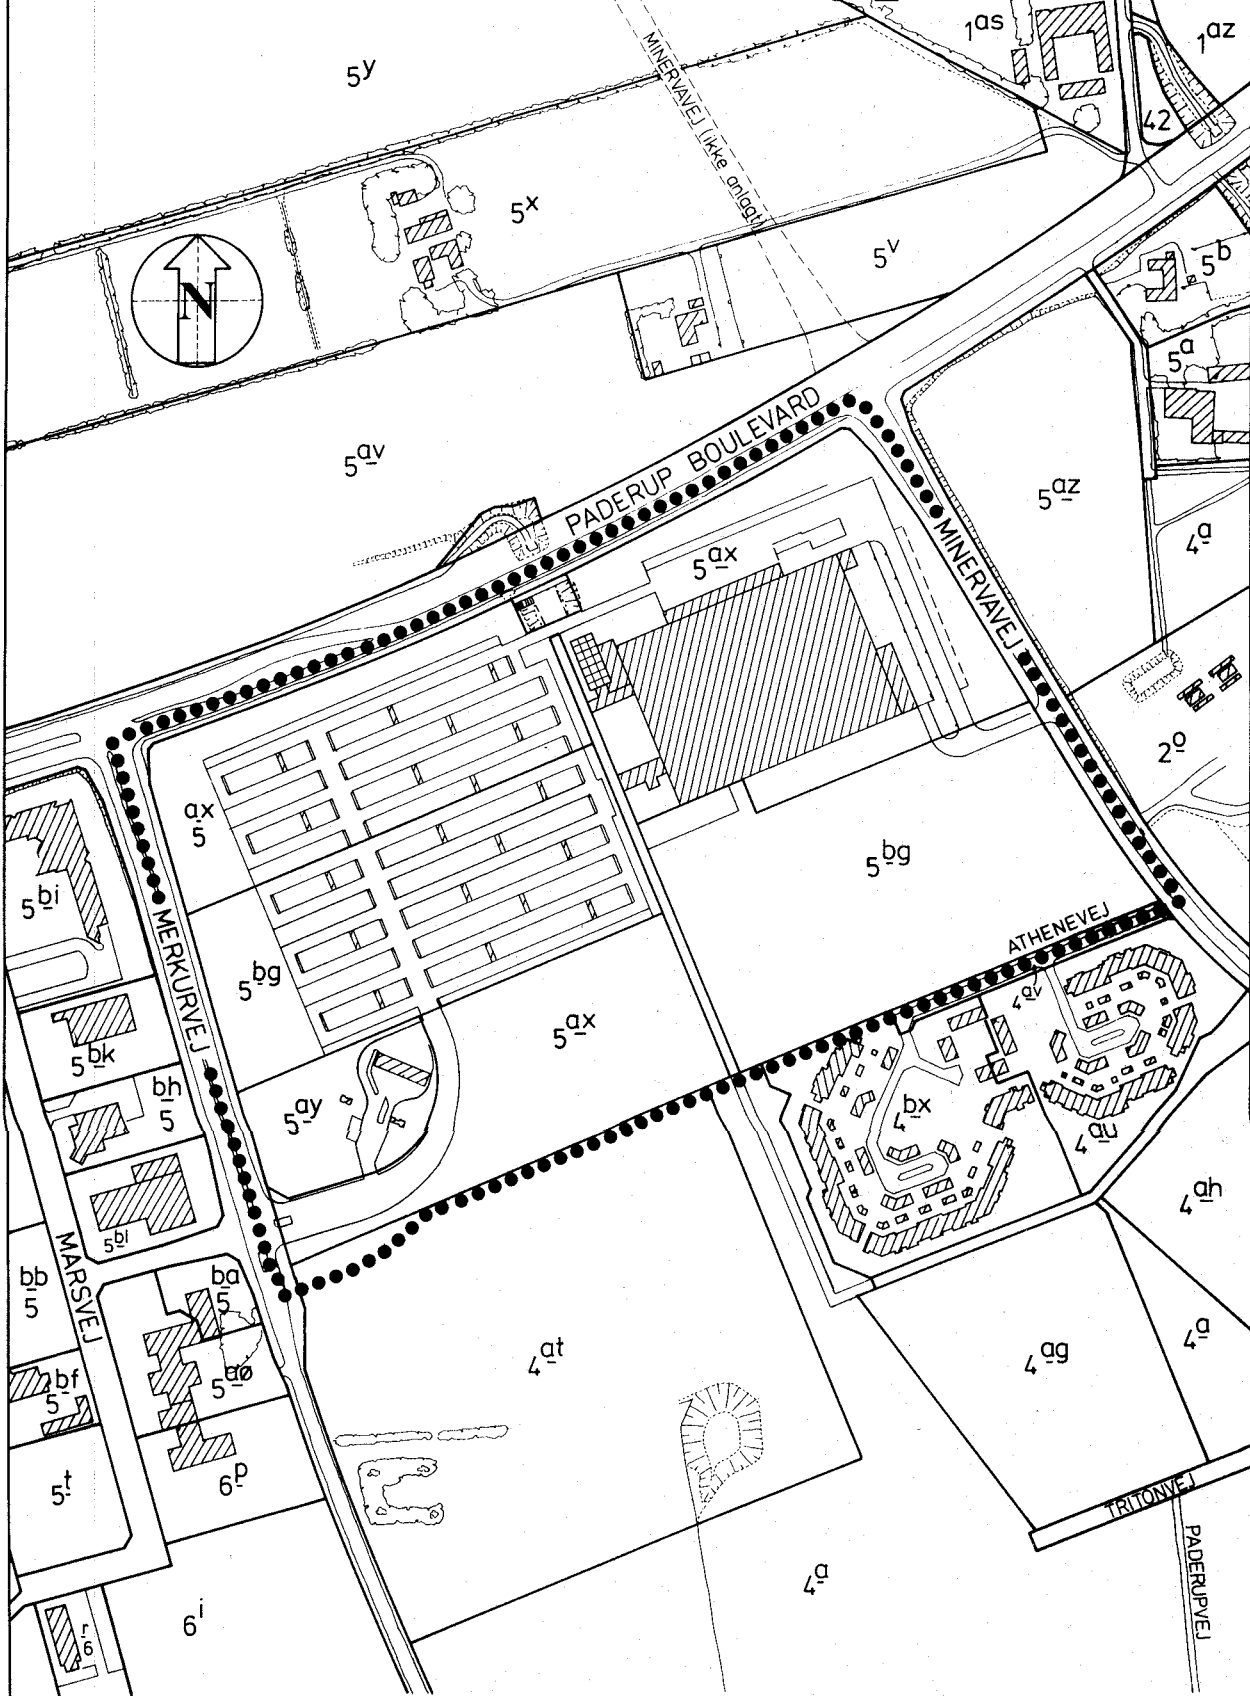 1as
1az
5y
MINERVAVEJ (ikke anlagt)
42
5x
5v
5b
N
5a
5av
PADERUP BOULEVARD
5az
4a
5ax
MINERVAVEJ
2o
ax
5
5bg
5bi
ATHENEVEJ
MERKURVEJ
5bg
4av
5ax
5bk
bh
5
5ay
4bx
4au
4ah
5bl
MARSVEJ
bb
5
ba
5
4at
4ag
4a
5bf
5aø
5t
6p
TRITONVEJ
PADERUPVEJ
4a
6i
r
6